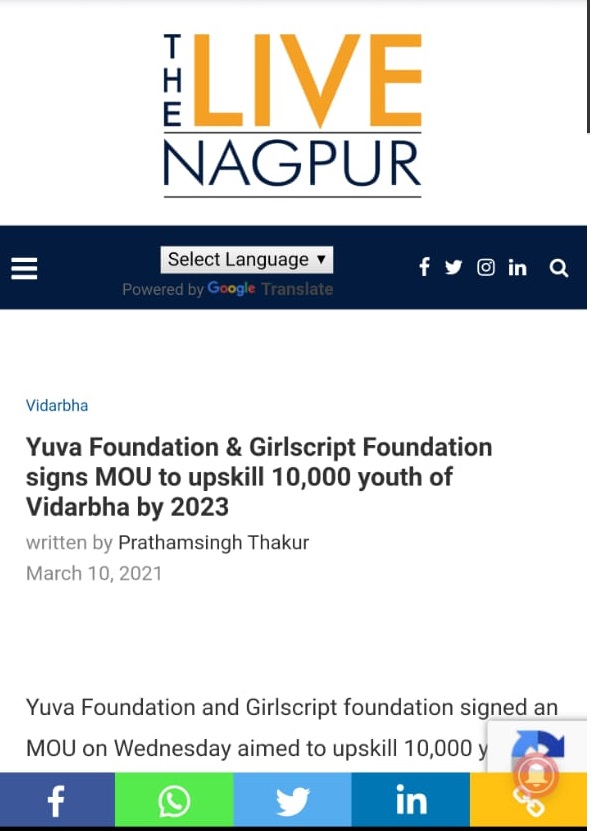 THE LIVE
NAGPUR
Select Language ▼
Powered by Google Translate
Vidarbha
Yuva Foundation & Girlscript Foundation
signs MOU to upskill 10,000 youth of
Vidarbha by 2023
written by Prathamsingh Thakur
March 10, 2021
Yuva Foundation and Girlscript foundation signed an
MOU on Wednesday aimed to upskill 10,000 y